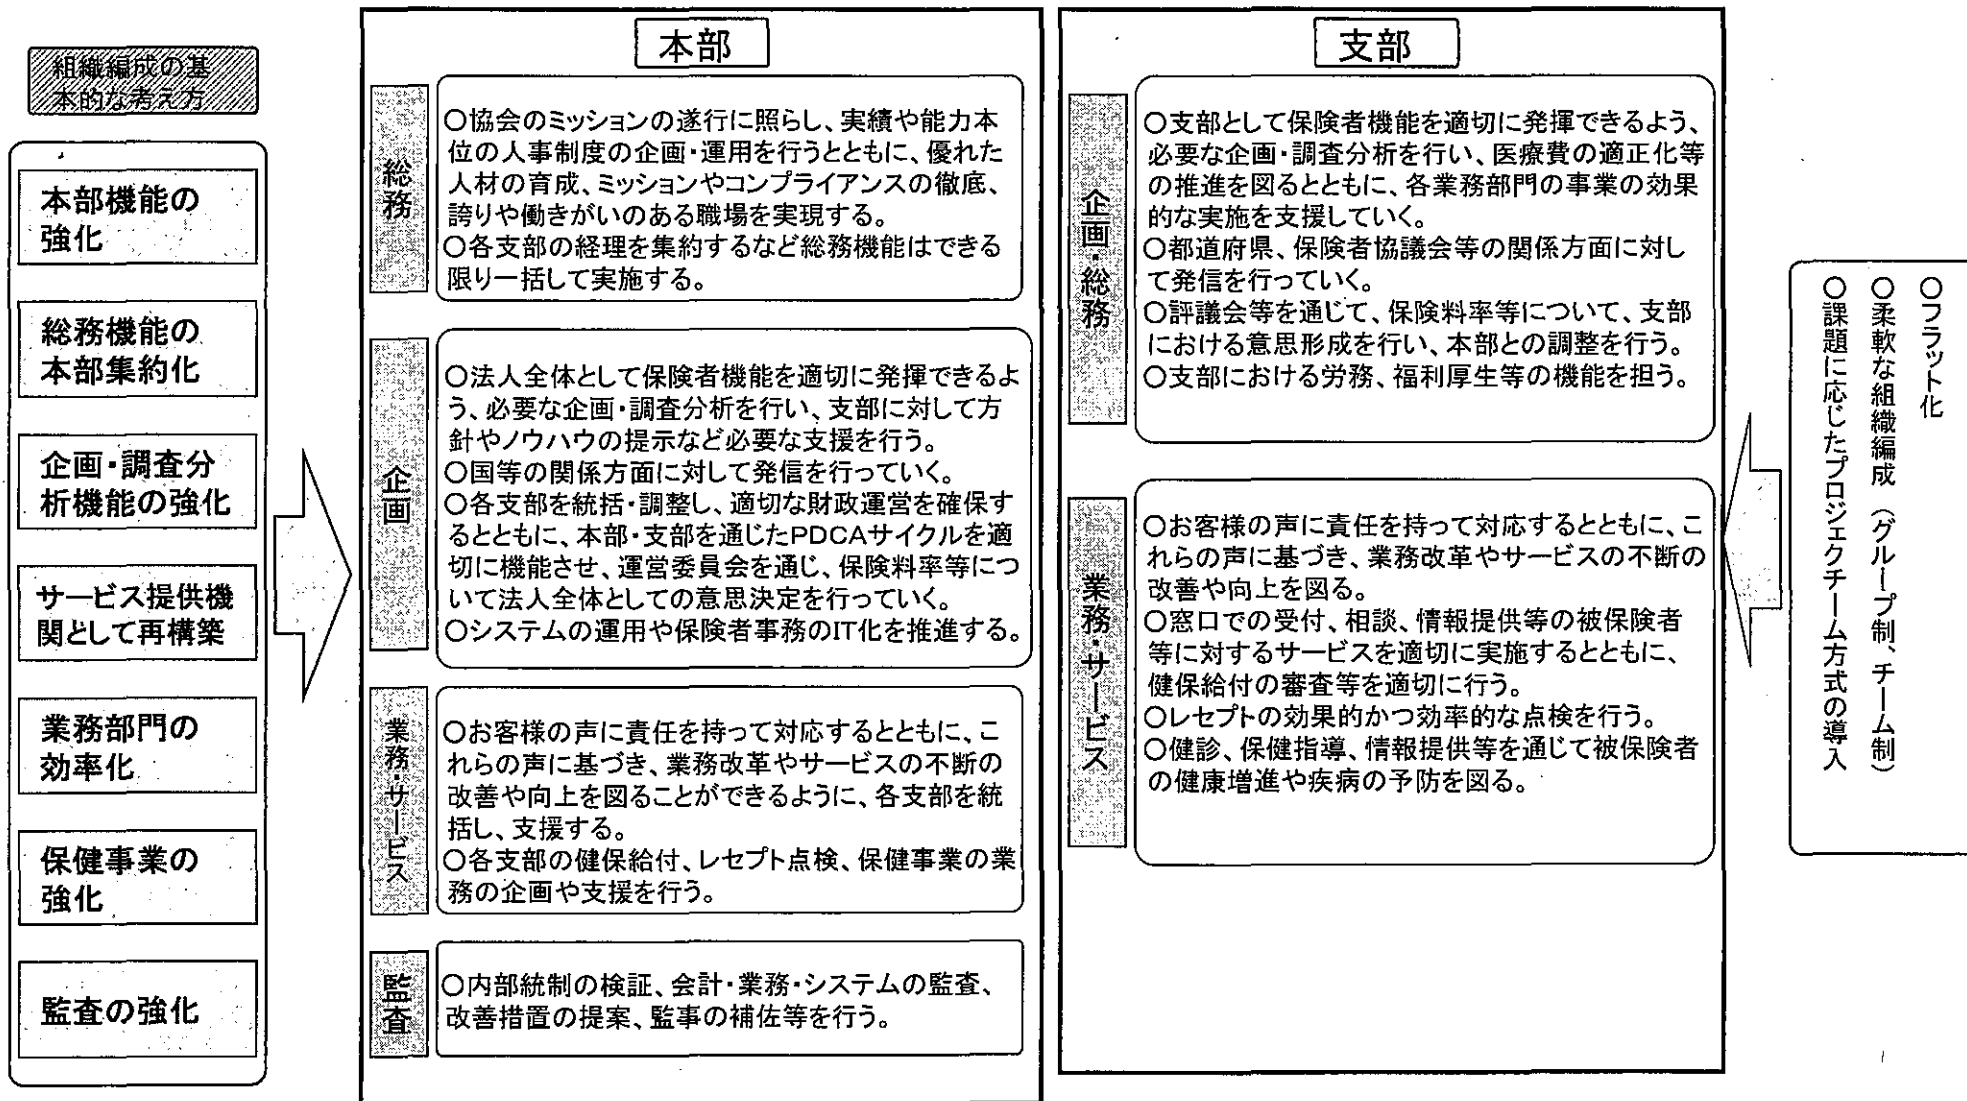 組織編成の基
本的な考え方
本部機能の
強化
総務機能の
本部集約化
企画・調査分
析機能の強化
サービス提供機
関として再構築
業務部門の
効率化
保健事業の
強化
監査の強化
本部
総務
〇協会のミッションの遂行に照らし、実績や能力本
位の人事制度の企画・運用を行うとともに、優れた
人材の育成、ミッションやコンプライアンスの徹底、
誇りや働きがいのある職場を実現する。
〇各支部の経理を集約するなど総務機能はできる
限り一括して実施する。
企画
〇法人全体として保険者機能を適切に発揮できるよ
う、必要な企画・調査分析を行い、支部に対して方
針やノウハウの提示など必要な支援を行う。
〇国等の関係方面に対して発信を行っていく。
〇各支部を統括・調整し、適切な財政運営を確保す
るとともに、本部・支部を通じたPDCAサイクルを適
切に機能させ、運営委員会を通じ、保険料率等につ
いて法人全体としての意思決定を行っていく。
〇システムの運用や保険者事務のIT化を推進する。
業務・サービス
〇お客様の声に責任を持って対応するとともに、こ
れらの声に基づき、業務改革やサービスの不断の
改善や向上を図ることができるように、各支部を統
括し、支援する。
〇各支部の健保給付、レセプト点検、保健事業の業
務の企画や支援を行う。
監査
〇内部統制の検証、会計・業務・システムの監査、
改善措置の提案、監事の補佐等を行う。
支部
企画・総務
〇支部として保険者機能を適切に発揮できるよう、
必要な企画・調査分析を行い、医療費の適正化等
の推進を図るとともに、各業務部門の事業の効果
的な実施を支援していく。
〇都道府県、保険者協議会等の関係方面に対し
て発信を行っていく。
〇評議会等を通じて、保険料率等について、支部
における意思形成を行い、本部との調整を行う。
〇支部における労務、福利厚生等の機能を担う。
業務・サービス
〇お客様の声に責任を持って対応するとともに、こ
れらの声に基づき、業務改革やサービスの不断の
改善や向上を図る。
〇窓口での受付、相談、情報提供等の被保険者
等に対するサービスを適切に実施するとともに、
健保給付の審査等を適切に行う。
〇レセプトの効果的かつ効率的な点検を行う。
〇健診、保健指導、情報提供等を通じて被保険者
の健康増進や疾病の予防を図る。
〇フラット化
〇柔軟な組織編成（グループ制、チーム制）
〇課題に応じたプロジェクトチーム方式の導入